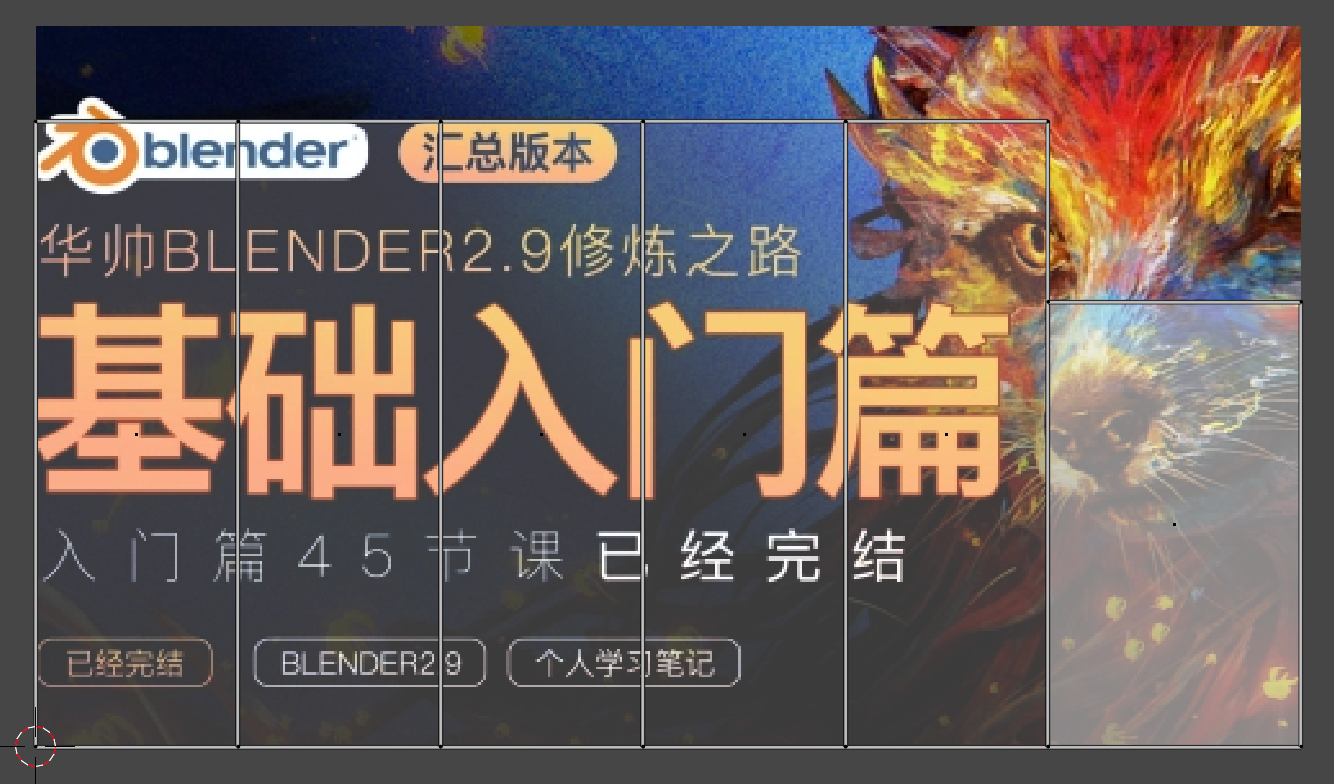 blender 汇总版本
华帅BLENDER2.9修炼之路
基础入门篇
入门篇45节课已经完结
已经完结 BLENDER2.9 个人学习笔记